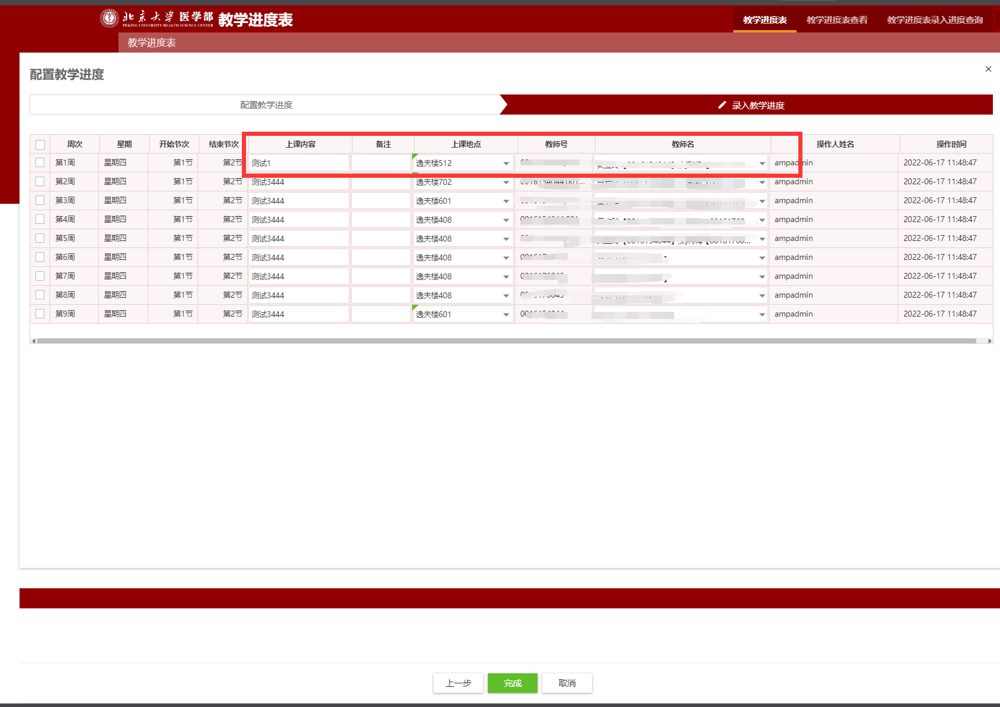 北京大学 医学部 教学进度表
PEKING UNIVERSITY HEALTH SCIENCE CENTER
教学进度表 教学进度表查看 教学进度表录入进度查询
教学进度表
配置教学进度 ×
配置教学进度 录入教学进度
周次 星期 开始节次 结束节次 上课内容 备注 上课地点 教师号 教师名 操作人姓名 操作时间
第1周 星期四 第1节 第2节 测试1 逸夫楼512 ampadmin 2022-06-17 11:48:47
第2周 星期四 第1节 第2节 测试3444 逸夫楼702 ampadmin 2022-06-17 11:48:47
第3周 星期四 第1节 第2节 测试3444 逸夫楼601 ampadmin 2022-06-17 11:48:47
第4周 星期四 第1节 第2节 测试3444 逸夫楼408 ampadmin 2022-06-17 11:48:47
第5周 星期四 第1节 第2节 测试3444 逸夫楼408 ampadmin 2022-06-17 11:48:47
第6周 星期四 第1节 第2节 测试3444 逸夫楼408 ampadmin 2022-06-17 11:48:47
第7周 星期四 第1节 第2节 测试3444 逸夫楼408 ampadmin 2022-06-17 11:48:47
第8周 星期四 第1节 第2节 测试3444 逸夫楼408 ampadmin 2022-06-17 11:48:47
第9周 星期四 第1节 第2节 测试3444 逸夫楼601 ampadmin 2022-06-17 11:48:47
上一步 完成 取消